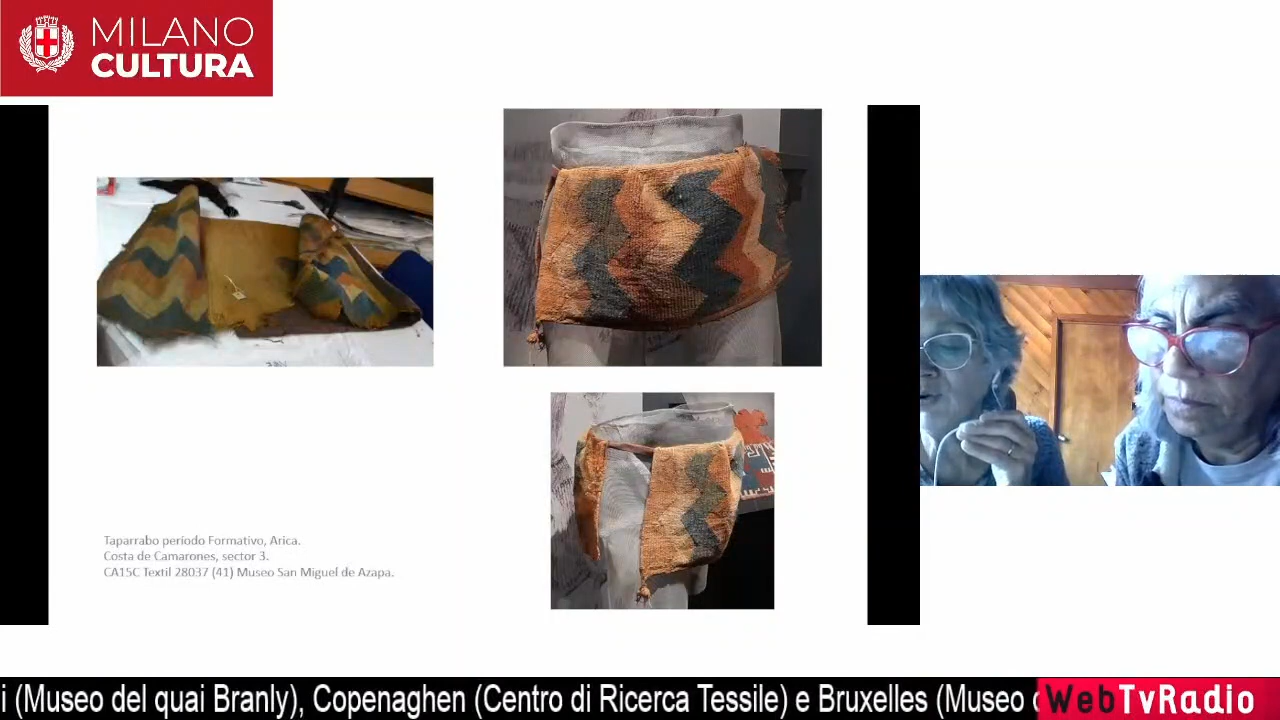 MILANO
CULTURA
Taparrabo período Formativo, Arica.
Costa de Camarones, sector 3.
CA15C Textil 28037 (41) Museo San Miguel de Azapa.
i (Museo del quai Branly), Copenaghen (Centro di Ricerca Tessile) e Bruxelles (Museo
WebTvRadio